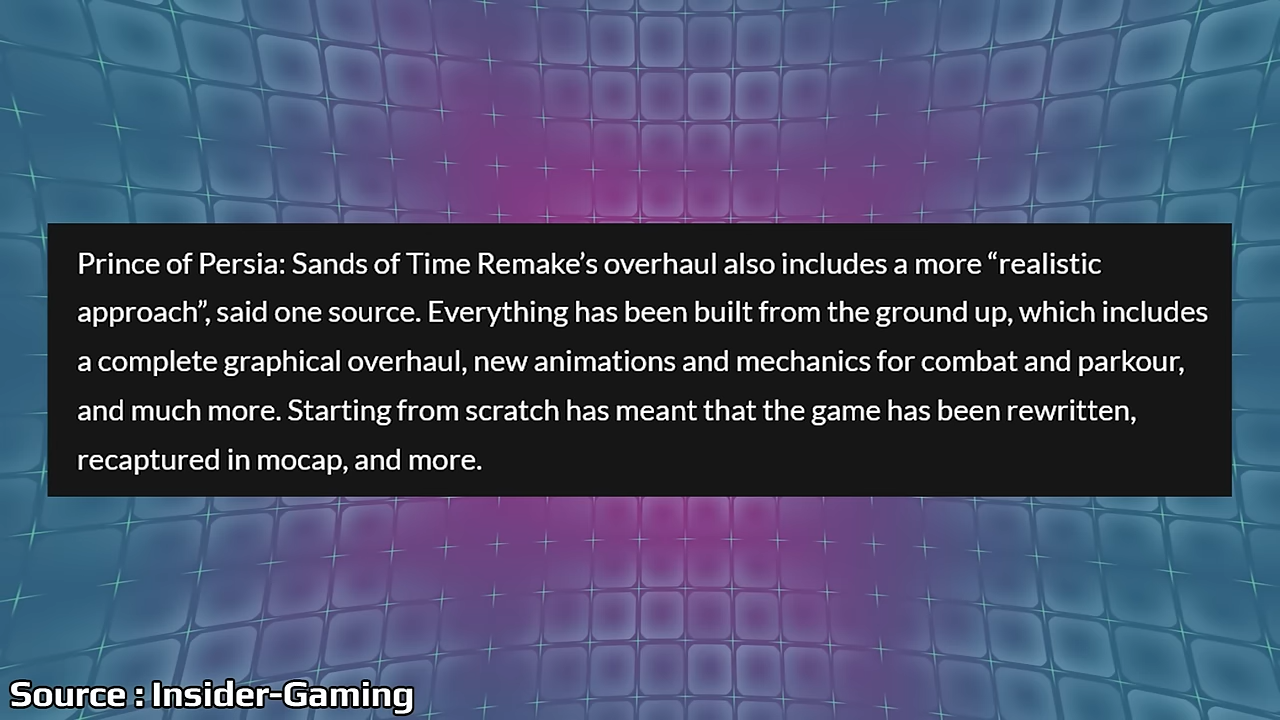 Prince of Persia: Sands of Time Remake’s overhaul also includes a more “realistic
approach”, said one source. Everything has been built from the ground up, which includes
a complete graphical overhaul, new animations and mechanics for combat and parkour,
and much more. Starting from scratch has meant that the game has been rewritten,
recaptured in mocap, and more.
Source : Insider-Gaming